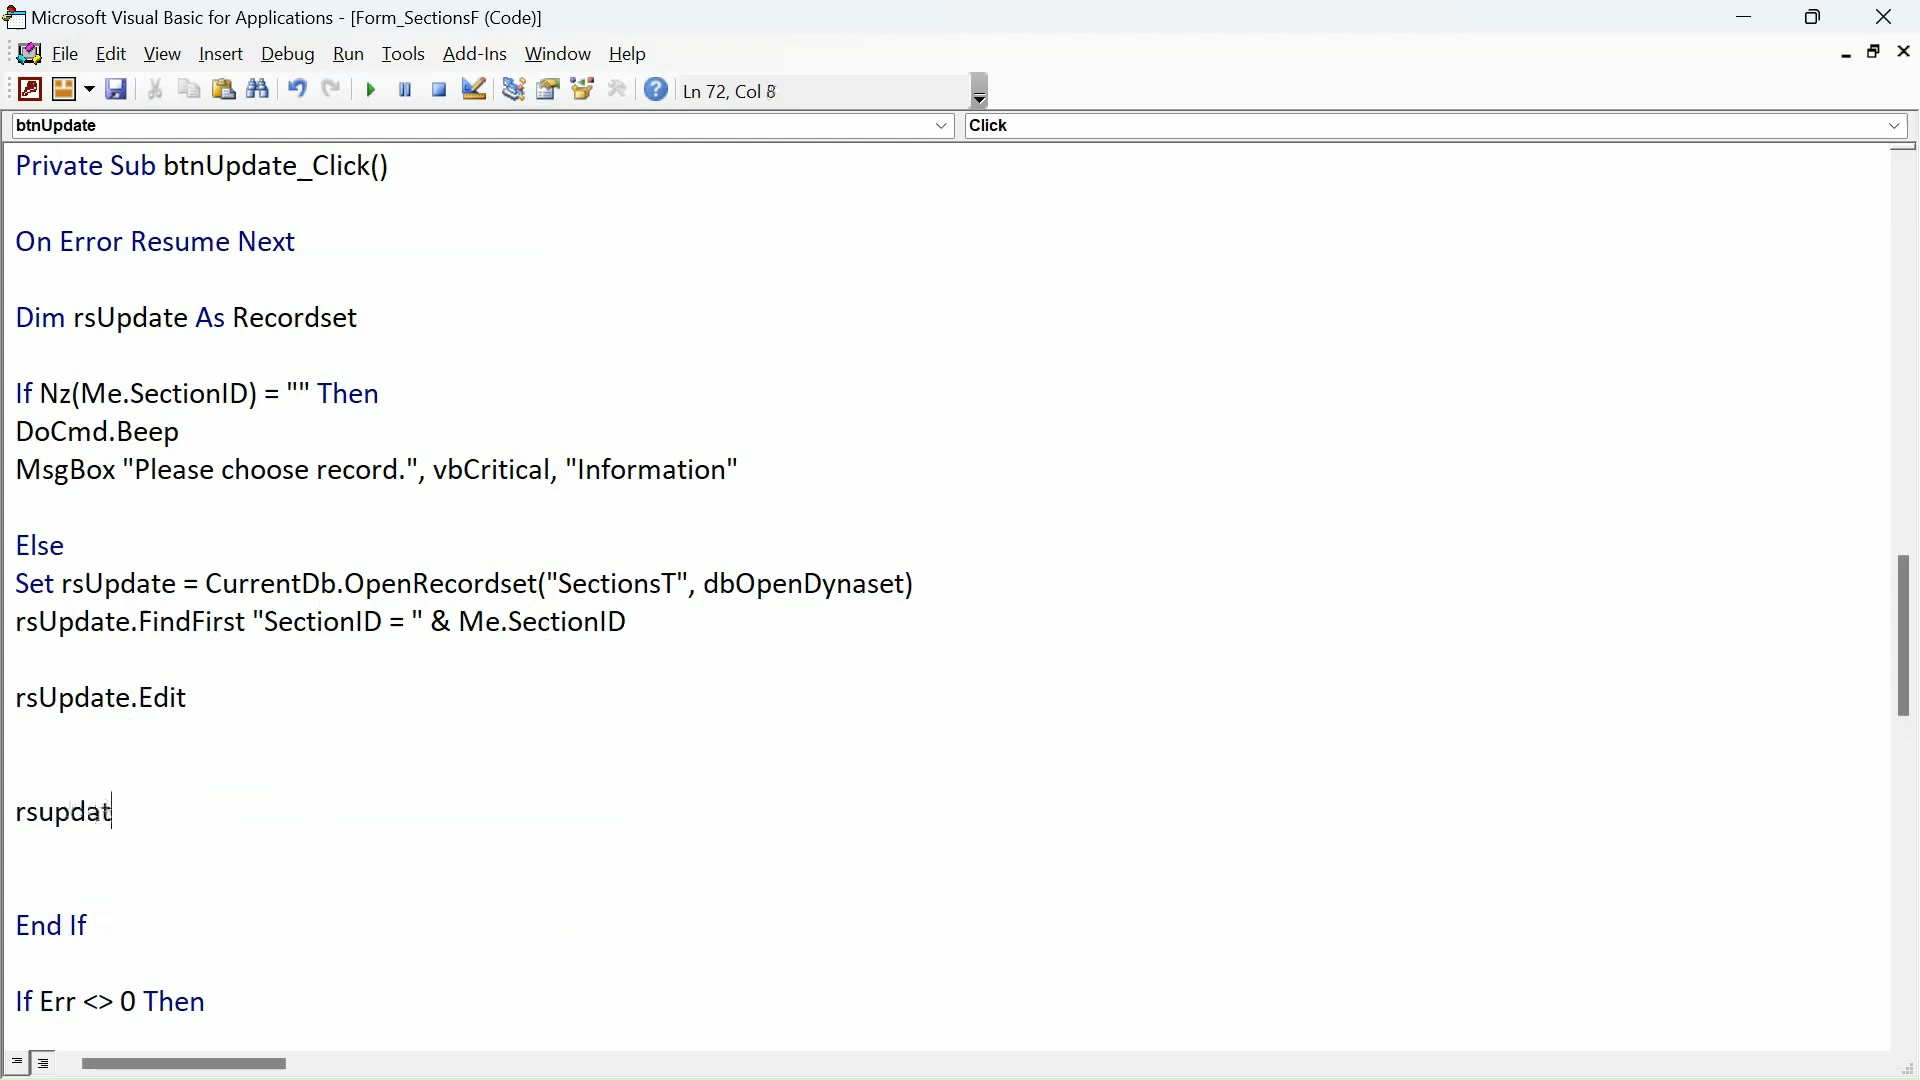 Microsoft Visual Basic for Applications - [Form_SectionsF (Code)]
File Edit View Insert Debug Run Tools Add-Ins Window Help
Ln 72, Col 8
btnUpdate Click
Private Sub btnUpdate_Click()
On Error Resume Next
Dim rsUpdate As Recordset
If Nz(Me.SectionID) = "" Then
DoCmd.Beep
MsgBox "Please choose record.", vbCritical, "Information"
Else
Set rsUpdate = CurrentDb.OpenRecordset("SectionsT", dbOpenDynaset)
rsUpdate.FindFirst "SectionID = " & Me.SectionID
rsUpdate.Edit
rsupdat
End If
If Err <> 0 Then